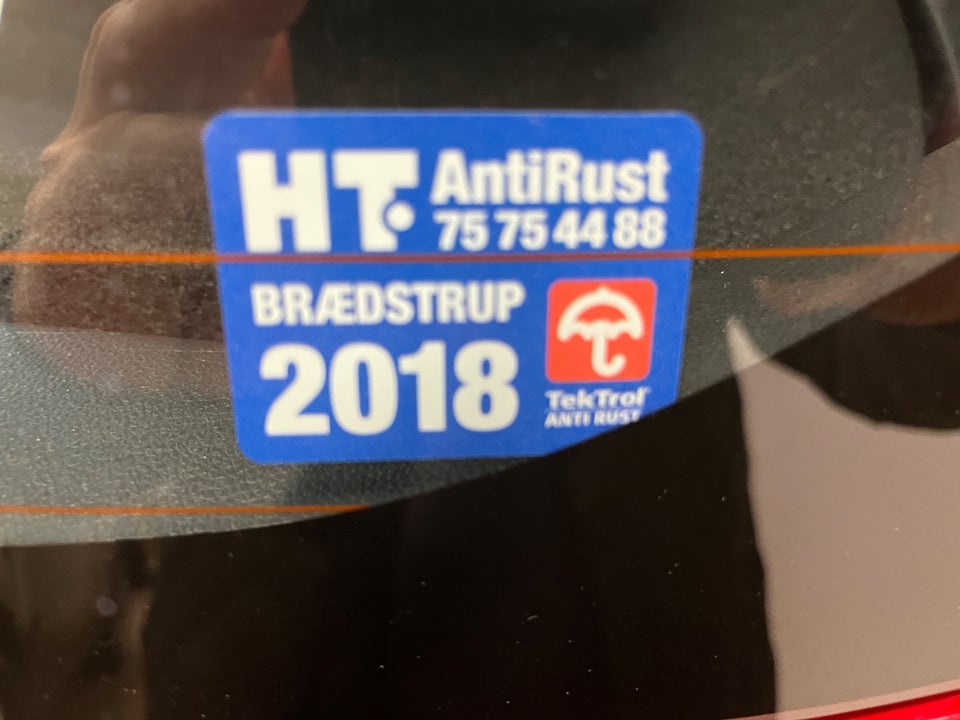 HT. AntiRust
75 75 44 88
BRÆDSTRUP
2018
TekTrol
ANTI RUST